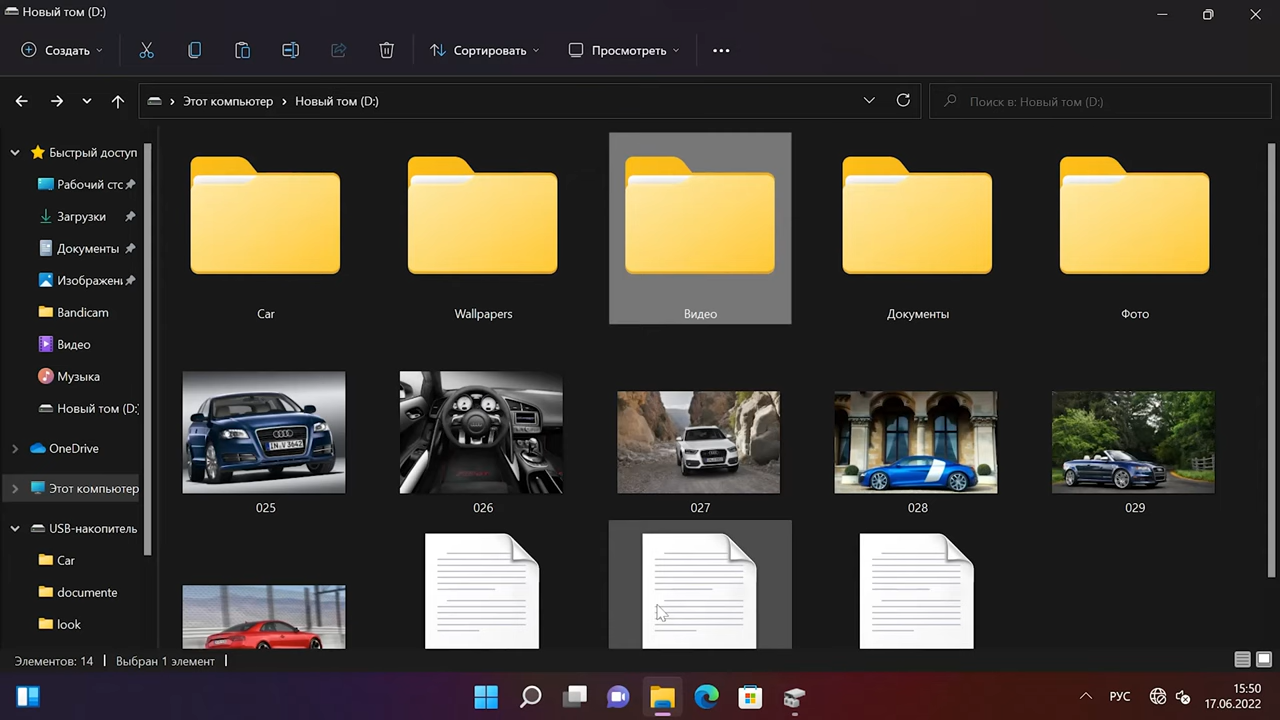 Новый том (D:)
Создать
Сортировать
Просмотреть
Этот компьютер
Новый том (D:)
Поиск в: Новый том (D:)
Быстрый доступ
Рабочий стс
Загрузки
Документы
Изображени
Bandicam
Видео
Музыка
Новый том (D:)
OneDrive
Этот компьютер
USB-накопитель
Car
documente
look
Car
Wallpapers
Видео
Документы
Фото
025
026
027
028
029
Элементов: 14
Выбран 1 элемент
РУС
15:50
17.06.2022